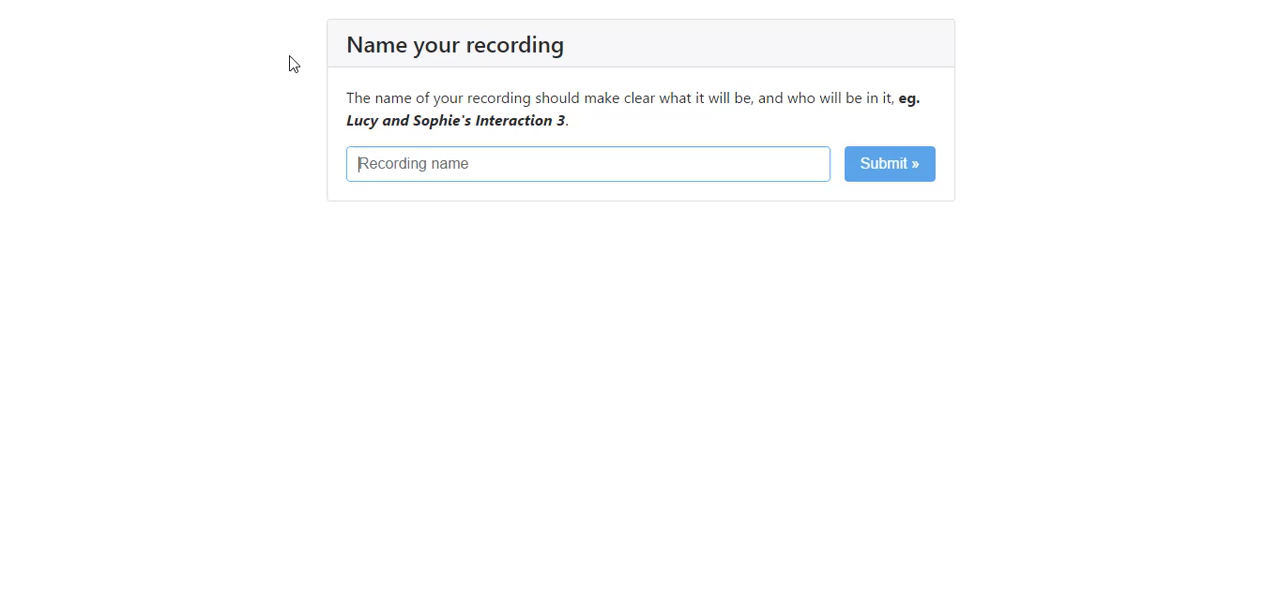 Name your recording
The name of your recording should make clear what it will be, and who will be in it, eg.
Lucy and Sophie's Interaction 3.
Recording name
Submit »